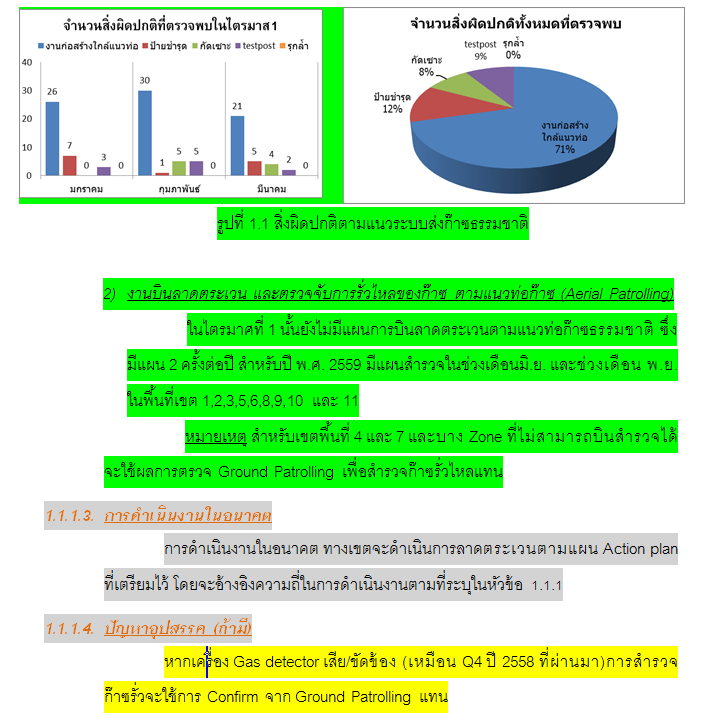 จำนวนสิ่งผิดปกติที่ตรวจพบในไตรมาส1
งานก่อสร้างใกล้แนวท่อ ป้ายชำรุด กัดเซาะ testpost รุกล้ำ
40
30
20
10
0
26 7 0 3 0
30 1 5 5 0
21 5 4 2 0
มกราคม กุมภาพันธ์ มีนาคม
จำนวนสิ่งผิดปกติทั้งหมดที่ตรวจพบ
testpost 9%
รุกล้ำ 0%
กัดเซาะ 8%
ป้ายชำรุด 12%
งานก่อสร้าง
ใกล้แนวท่อ
71%
รูปที่ 1.1 สิ่งผิดปกติตามแนวระบบส่งก๊าซธรรมชาติ
2) งานบินลาดตระเวน และตรวจจับการรั่วไหลของก๊าซ ตามแนวท่อก๊าซ (Aerial Patrolling)
ในไตรมาศที่ 1 นั้นยังไม่มีแผนการบินลาดตระเวนตามแนวท่อก๊าซธรรมชาติ ซึ่ง
มีแผน 2 ครั้งต่อปี สำหรับปี พ.ศ. 2559 มีแผนสำรวจในช่วงเดือนมิ.ย. และช่วงเดือน พ.ย.
ในพื้นที่เขต 1,2,3,5,6,8,9,10 และ 11
หมายเหตุ สำหรับเขตพื้นที่ 4 และ 7 และบาง Zone ที่ไม่สามารถบินสำรวจได้
จะใช้ผลการตรวจ Ground Patrolling เพื่อสำรวจก๊าซรั่วไหลแทน
1.1.1.3. การดำเนินงานในอนาคต
การดำเนินงานในอนาคต ทางเขตจะดำเนินการลาดตระเวนตามแผน Action plan
ที่เตรียมไว้ โดยจะอ้างอิงความถี่ในการดำเนินงานตามที่ระบุในหัวข้อ 1.1.1
1.1.1.4. ปัญหาอุปสรรค (ถ้ามี)
หากเครื่อง Gas detector เสีย/ขัดข้อง (เหมือน Q4 ปี 2558 ที่ผ่านมา)การสำรวจ
ก๊าซรั่วจะใช้การ Confirm จาก Ground Patrolling แทน